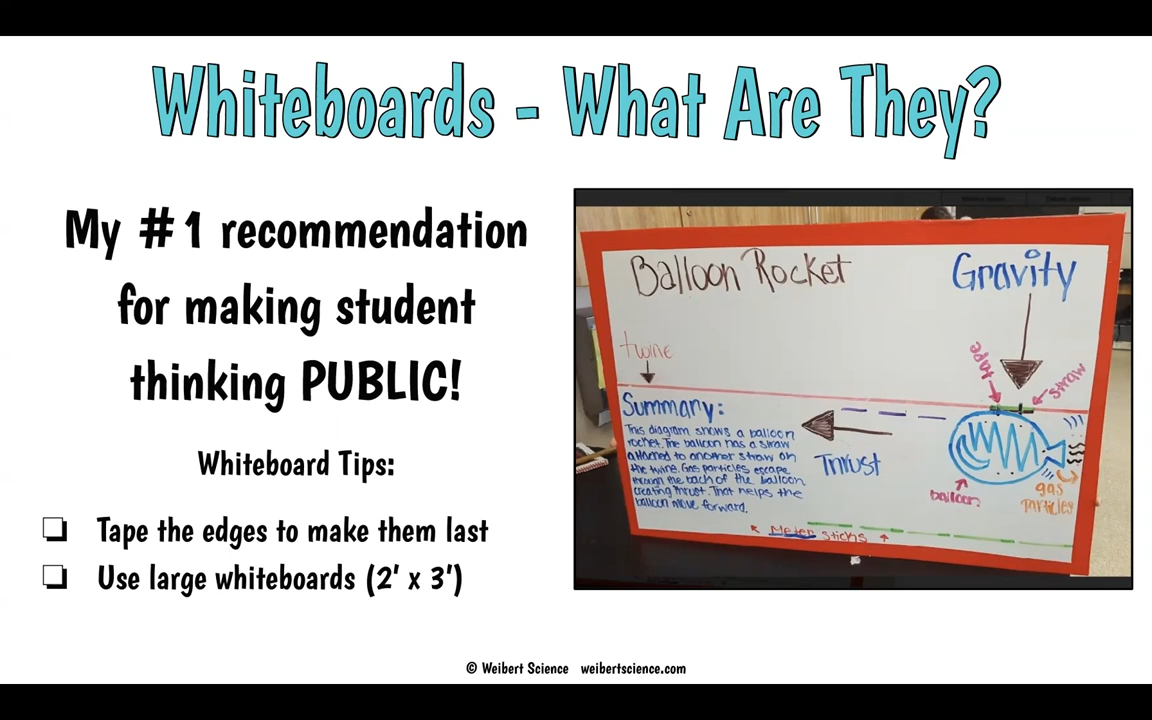 Whiteboards - What Are They?
My #1 recommendation
for making student
thinking PUBLIC!
Whiteboard Tips:
❏ Tape the edges to make them last
❏ Use large whiteboards (2' x 3')
Balloon Rocket
Gravity
twine
tape
straw
Summary:
This diagram shows a balloon
rocket. The balloon has a straw
attached to another straw on
the twine. Gas particles escape
through the back of the balloon
creating thrust. That helps the
balloon move forward.
Thrust
balloon
gas
particles
Meter sticks
© Weibert Science weibertscience.com